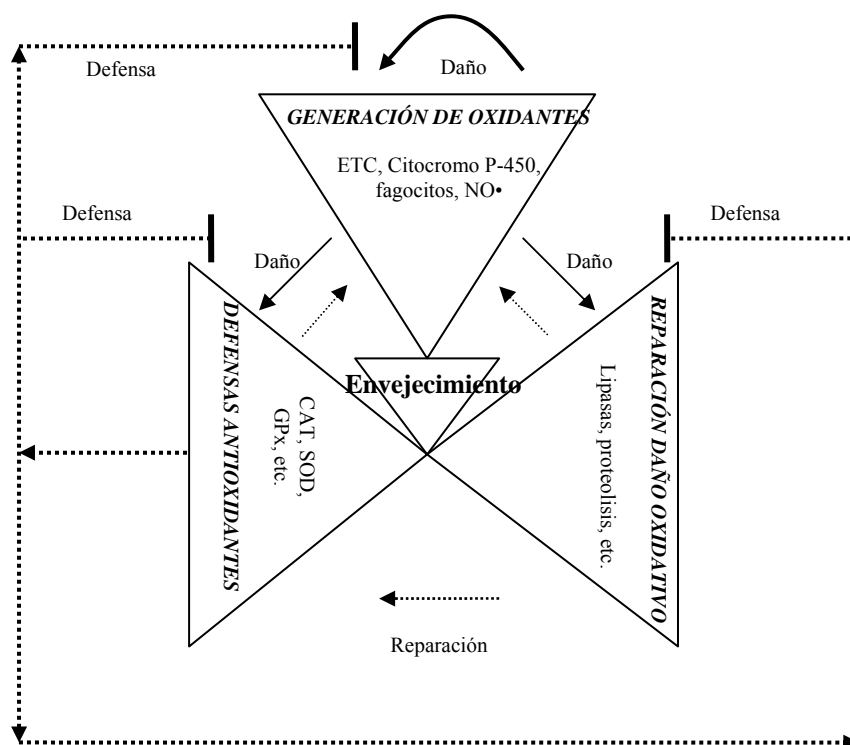 Defensa
Daño
GENERACIÓN DE OXIDANTES
ETC, Citocromo P-450,
fagocitos, NO•
Defensa
Defensa
Daño
Daño
DEFENSAS ANTIOXIDANTES
CAT, SOD,
GPx, etc.
Envejecimiento
Lipasas, proteolisis, etc.
REPARACIÓN DAÑO OXIDATIVO
Reparación